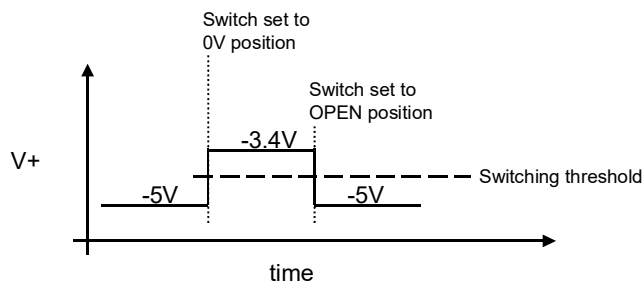 Switch set to
0V position
Switch set to
OPEN position
V+
-3.4V
Switching threshold
-5V
-5V
time